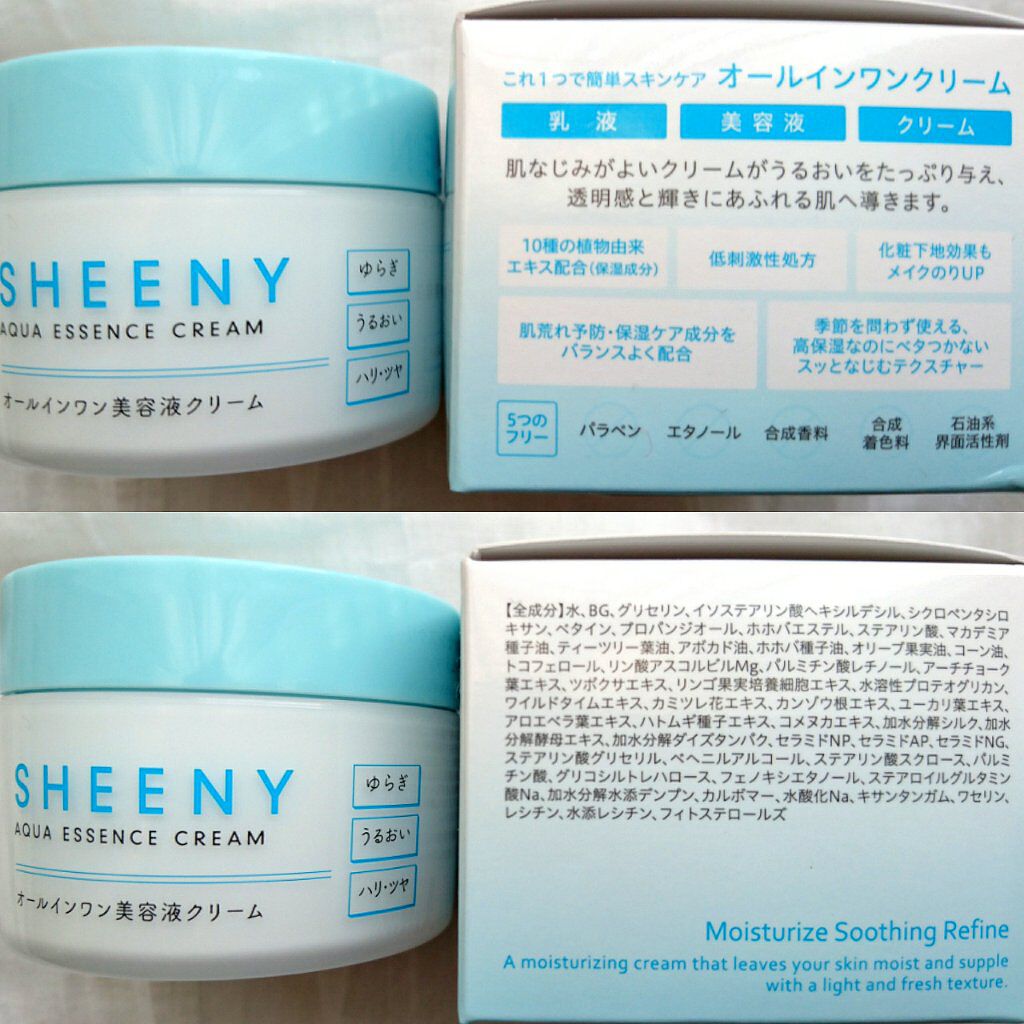 SHEENY
AQUA ESSENCE CREAM
オールインワン美容液クリーム
ゆらぎ
うるおい
ハリ・ツヤ
これ1つで簡単スキンケア オールインワンクリーム
乳 液
美容液
クリーム
肌なじみがよいクリームがうるおいをたっぷり与え、
透明感と輝きにあふれる肌へ導きます。
10種の植物由来
エキス配合(保湿成分)
低刺激性処方
化粧下地効果も
メイクのりUP
肌荒れ予防・保湿ケア成分を
バランスよく配合
季節を問わず使える、
高保湿なのにベタつかない
スッとなじむテクスチャー
5つの
フリー
パラベン
エタノール
合成香料
合成
着色料
石油系
界面活性剤
SHEENY
AQUA ESSENCE CREAM
オールインワン美容液クリーム
ゆらぎ
うるおい
ハリ・ツヤ
【全成分】水、BG、グリセリン、イソステアリン酸ヘキシルデシル、シクロペンタシロ
キサン、ベタイン、プロパンジオール、ホホバエステル、ステアリン酸、マカデミア
種子油、ティーツリー葉油、アボカド油、ホホバ種子油、オリーブ果実油、コーン油、
トコフェロール、リン酸アスコルビルMg、パルミチン酸レチノール、アーチチョーク
葉エキス、ツボクサエキス、リンゴ果実培養細胞エキス、水溶性プロテオグリカン、
ワイルドタイムエキス、カミツレ花エキス、カンゾウ根エキス、ユーカリ葉エキス、
アロエベラ葉エキス、ハトムギ種子エキス、コメヌカエキス、加水分解シルク、加水
分解酵母エキス、加水分解ダイズタンパク、セラミドNP、セラミドAP、セラミドNG、
ステアリン酸グリセリル、ベヘニルアルコール、ステアリン酸スクロース、パルミ
チン酸、グリコシルトレハロース、フェノキシエタノール、ステアロイルグルタミン
酸Na、加水分解水添デンプン、カルボマー、水酸化Na、キサンタンガム、ワセリン、
レシチン、水添レシチン、フィトステロールズ
Moisturize Soothing Refine
A moisturizing cream that leaves your skin moist and supple
with a light and fresh texture.